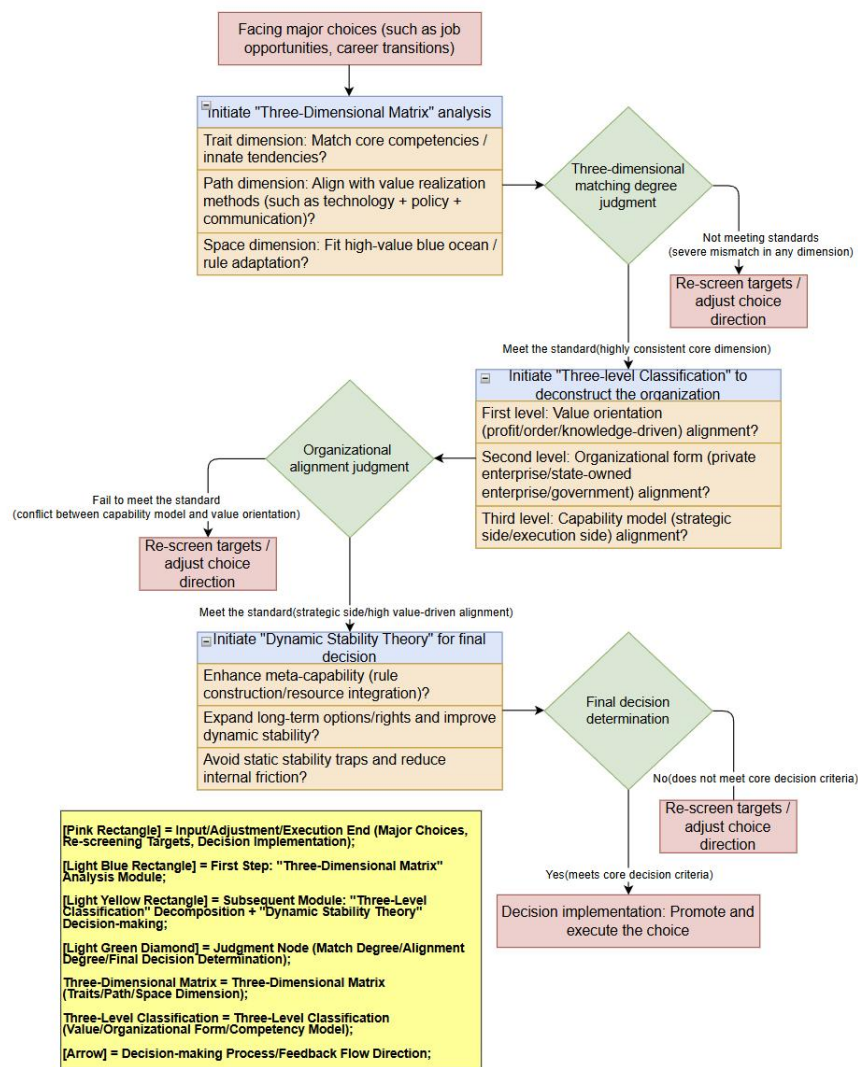 Facing major choices (such as job
opportunities, career transitions)
Initiate "Three-Dimensional Matrix" analysis
Trait dimension: Match core competencies /
innate tendencies?
Path dimension: Align with value realization
methods (such as technology + policy +
communication)?
Space dimension: Fit high-value blue ocean /
rule adaptation?
Three-dimensional
matching degree
judgment
Not meeting standards
(severe mismatch in any dimension)
Re-screen targets /
adjust choice
direction
Meet the standard(highly consistent core dimension)
Initiate "Three-level Classification" to
deconstruct the organization
First level: Value orientation
(profit/order/knowledge-driven) alignment?
Second level: Organizational form (private
enterprise/state-owned
enterprise/government) alignment?
Third level: Capability model (strategic
side/execution side) alignment?
Organizational
alignment judgment
Fail to meet the standard
(conflict between capability model and value orientation)
Re-screen targets /
adjust choice
direction
Meet the standard(strategic side/high value-driven alignment)
Initiate "Dynamic Stability Theory" for final
decision
Enhance meta-capability (rule
construction/resource integration)?
Expand long-term options/rights and improve
dynamic stability?
Avoid static stability traps and reduce
internal friction?
Final decision
determination
No(does not meet core decision criteria)
Re-screen targets /
adjust choice
direction
Yes(meets core decision criteria)
Decision implementation: Promote and
execute the choice
[Pink Rectangle] = Input/Adjustment/Execution End (Major Choices,
Re-screening Targets, Decision Implementation);
[Light Blue Rectangle] = First Step: "Three-Dimensional Matrix"
Analysis Module;
[Light Yellow Rectangle] = Subsequent Module: "Three-Level
Classification" Decomposition + "Dynamic Stability Theory"
Decision-making;
[Light Green Diamond] = Judgment Node (Match Degree/Alignment
Degree/Final Decision Determination);
Three-Dimensional Matrix = Three-Dimensional Matrix
(Traits/Path/Space Dimension);
Three-Level Classification = Three-Level Classification
(Value/Organizational Form/Competency Model);
[Arrow] = Decision-making Process/Feedback Flow Direction;